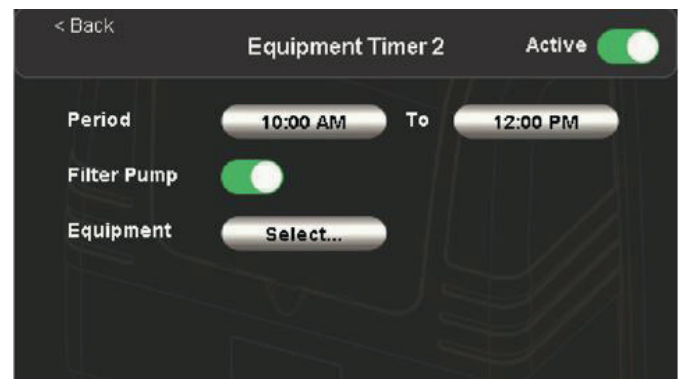 < Back
Equipment Timer 2
Active
Period 10:00 AM To 12:00 PM
Filter Pump
Equipment Select...